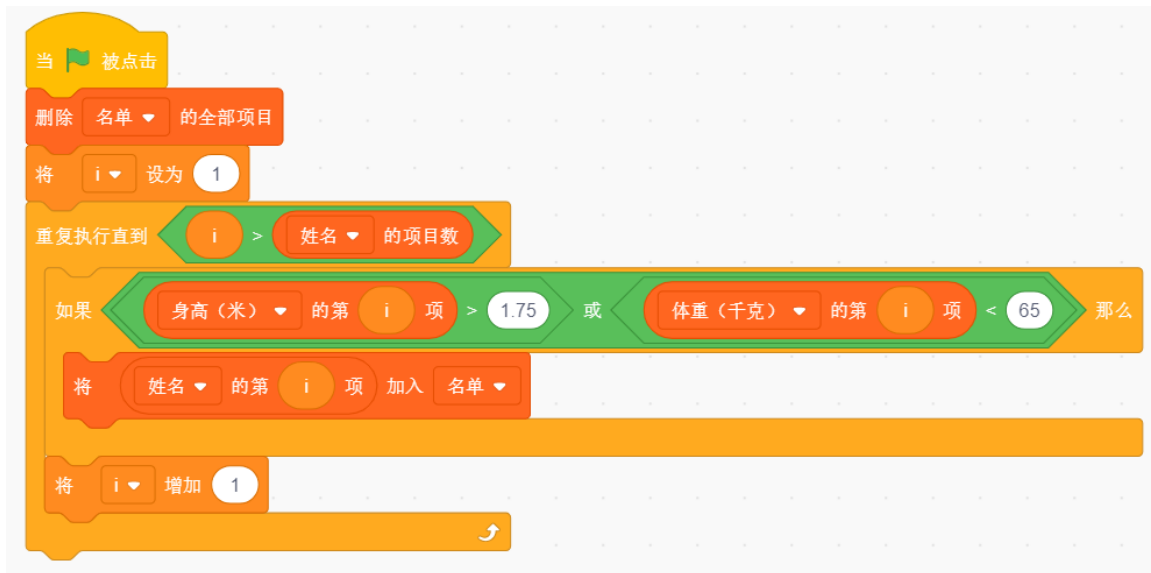 当 被点击
删除 名单 的全部项目
将 i 设为 1
重复执行直到 i > 姓名 的项目数
如果 身高（米） 的第 i 项 > 1.75 或 体重（千克） 的第 i 项 < 65 那么
将 姓名 的第 i 项 加入 名单
将 i 增加 1